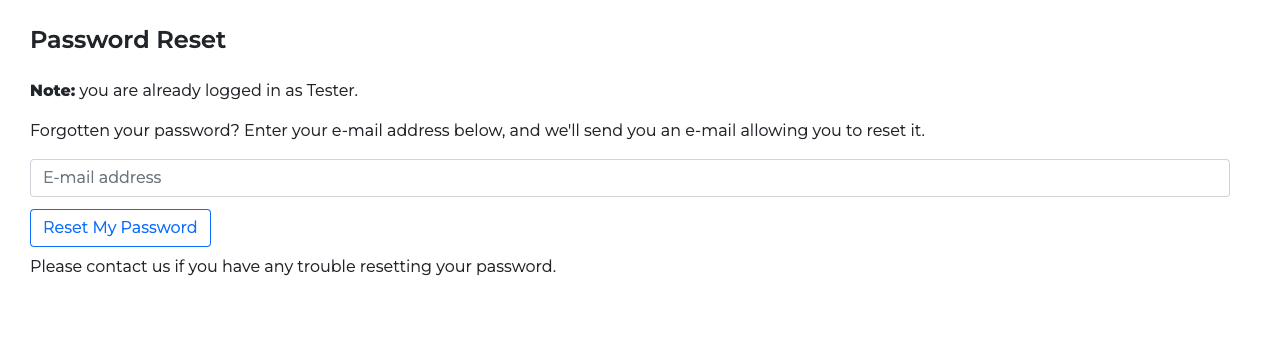 Password Reset
Note: you are already logged in as Tester.
Forgotten your password? Enter your e-mail address below, and we'll send you an e-mail allowing you to reset it.
E-mail address
Reset My Password
Please contact us if you have any trouble resetting your password.